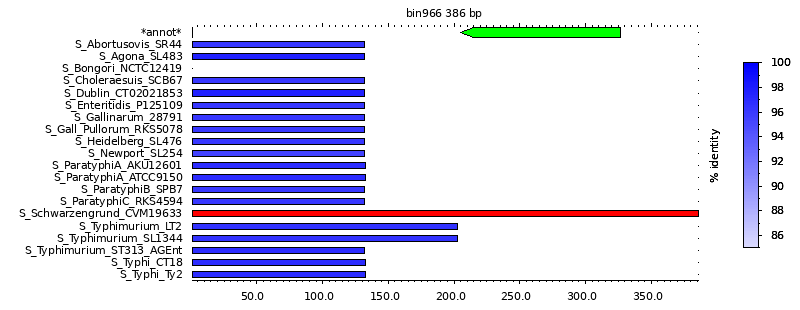 bin966 386 bp
*annot*
S_Abortusovis_SR44
S_Agona_SL483
S_Bongori_NCTC12419
S_Choleraesuis_SCB67
S_Dublin_CT02021853
S_Enteritidis_P125109
S_Gallinarum_28791
S_Gall_Pullorum_RKS5078
S_Heidelberg_SL476
S_Newport_SL254
S_ParatyphiA_AKU12601
S_ParatyphiA_ATCC9150
S_ParatyphiB_SPB7
S_ParatyphiC_RKS4594
S_Schwarzengrund_CVM19633
S_Typhimurium_LT2
S_Typhimurium_SL1344
S_Typhimurium_ST313_AGEnt
S_Typhi_CT18
S_Typhi_Ty2
50.0 100.0 150.0 200.0 250.0 300.0 350.0
% identity
100
98
96
94
92
90
88
86